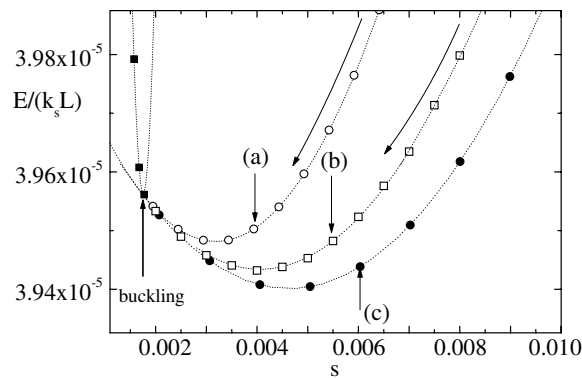 3.98x10⁻⁵
E/(kₛL)
(a)
(b)
3.96x10⁻⁵
3.94x10⁻⁵
buckling
(c)
0.002 0.004 0.006 0.008 0.010
s